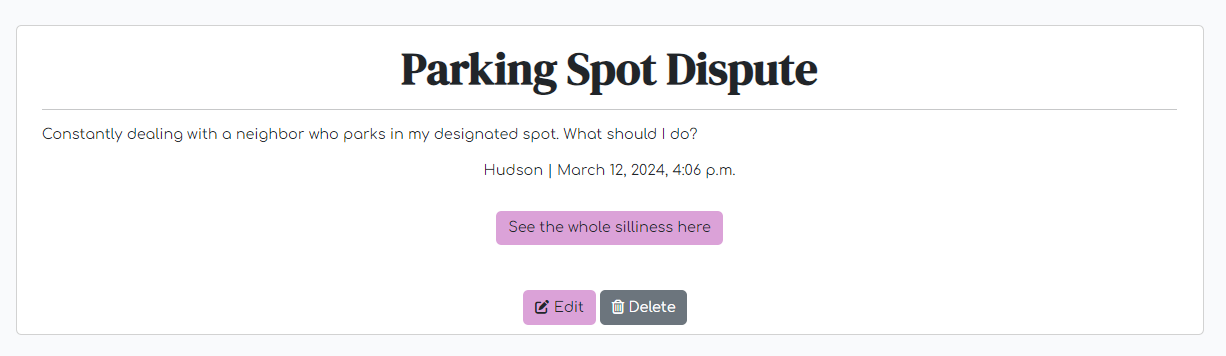 Parking Spot Dispute
Constantly dealing with a neighbor who parks in my designated spot. What should I do?
Hudson | March 12, 2024, 4:06 p.m.
See the whole silliness here
Edit Delete